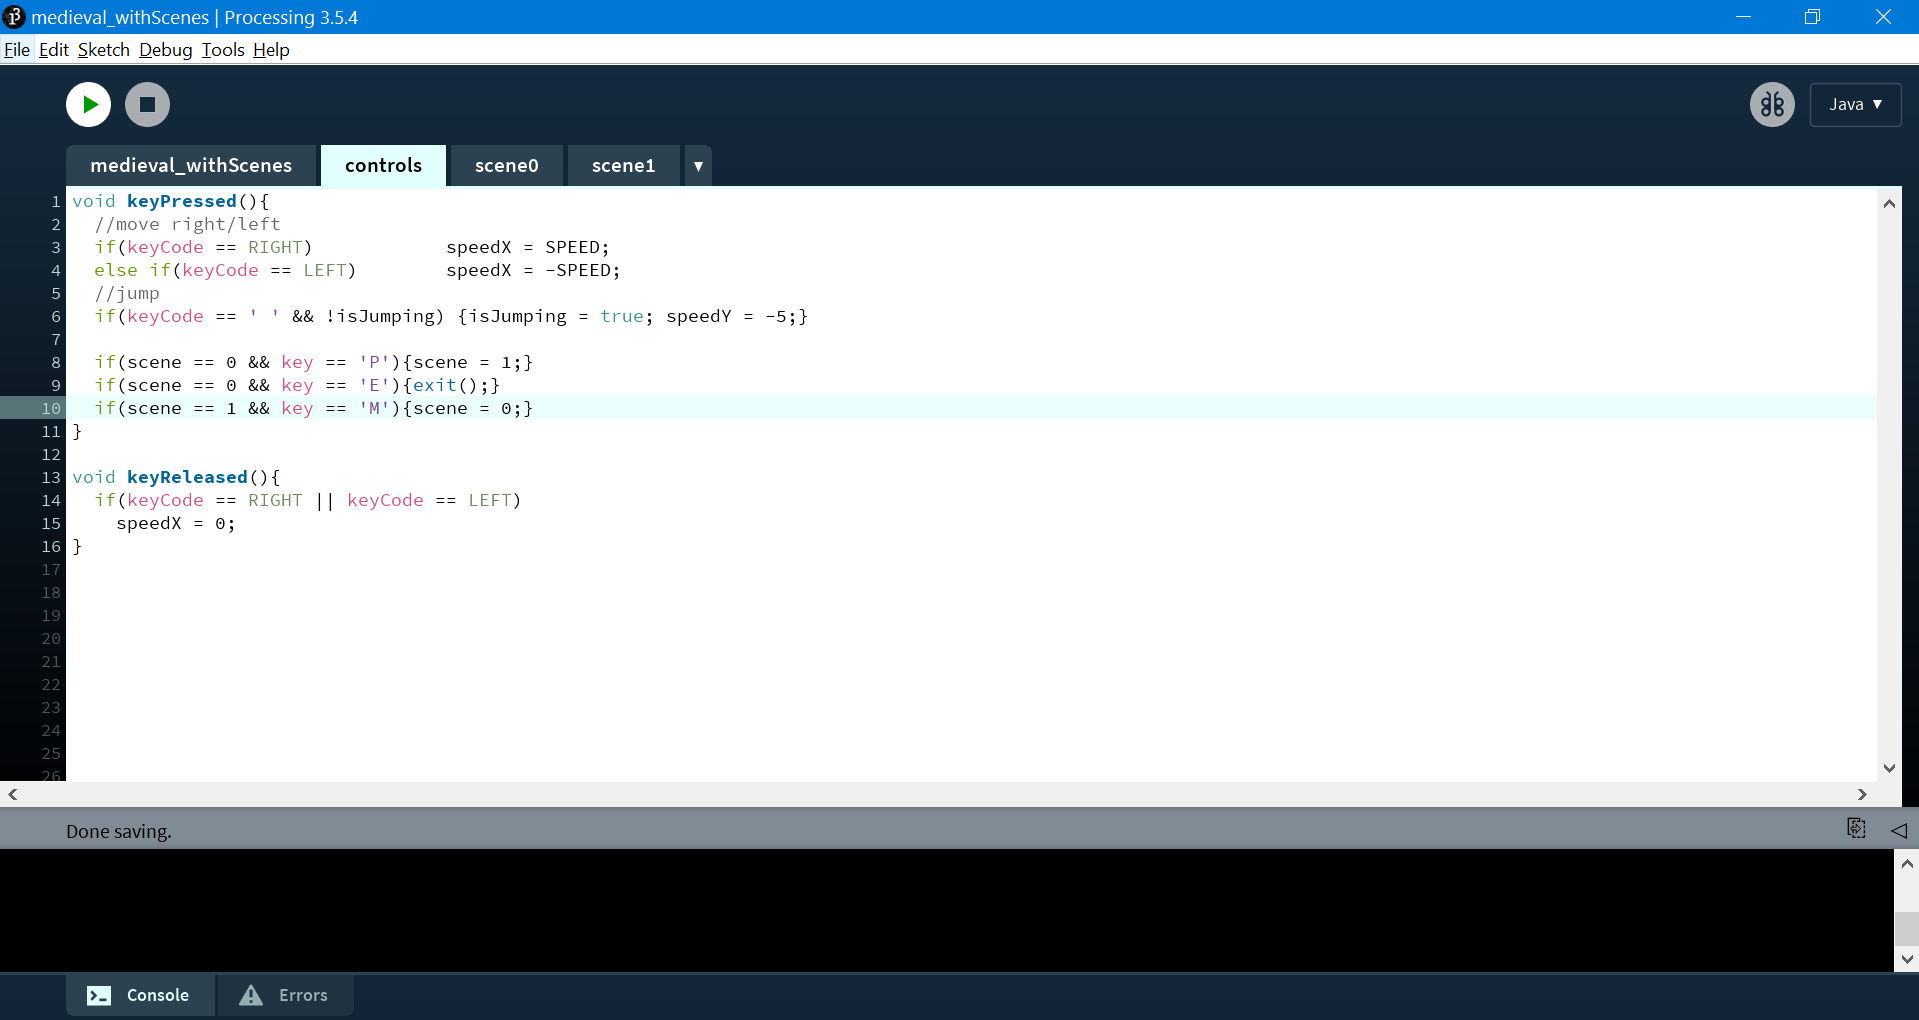 medieval_withScenes | Processing 3.5.4
File Edit Sketch Debug Tools Help
Java ▼
medieval_withScenes controls scene0 scene1 ▼
1 void keyPressed(){
2   //move right/left
3   if(keyCode == RIGHT)            speedX = SPEED;
4   else if(keyCode == LEFT)        speedX = -SPEED;
5   //jump
6   if(keyCode == ' ' && !isJumping) {isJumping = true; speedY = -5;}
7
8   if(scene == 0 && key == 'P'){scene = 1;}
9   if(scene == 0 && key == 'E'){exit();}
10   if(scene == 1 && key == 'M'){scene = 0;}
11 }
12
13 void keyReleased(){
14   if(keyCode == RIGHT || keyCode == LEFT)
15     speedX = 0;
16 }
17
18
19
20
21
22
23
24
25
26
Done saving.
Console Errors